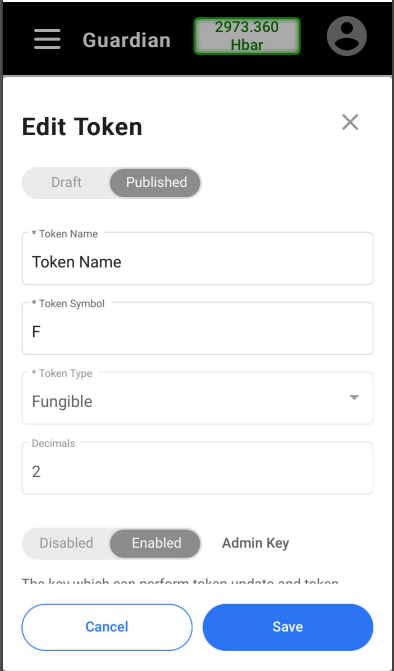 Guardian
2973.360
Hbar
Edit Token
Draft Published
* Token Name
Token Name
* Token Symbol
F
* Token Type
Fungible
Decimals
2
Disabled Enabled Admin Key
The key which can perform token update and token
Cancel Save